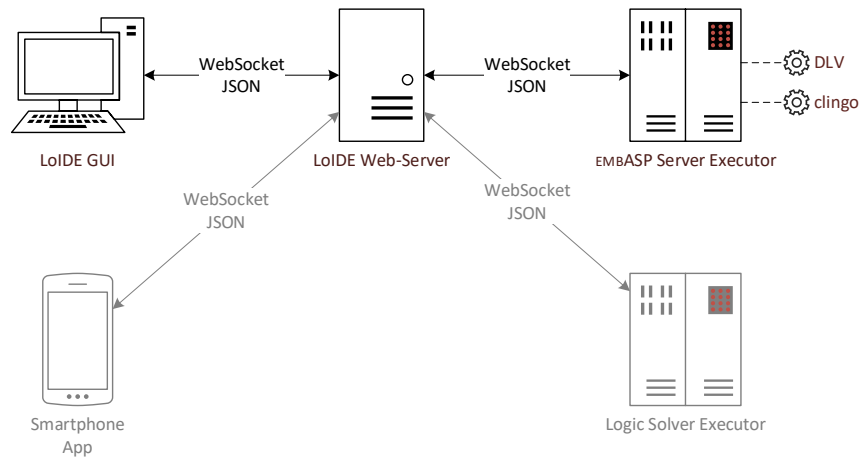 WebSocket
JSON
WebSocket
JSON
DLV
clingo
LoIDE GUI
LoIDE Web-Server
EMBASP Server Executor
WebSocket
JSON
WebSocket
JSON
Smartphone
App
Logic Solver Executor